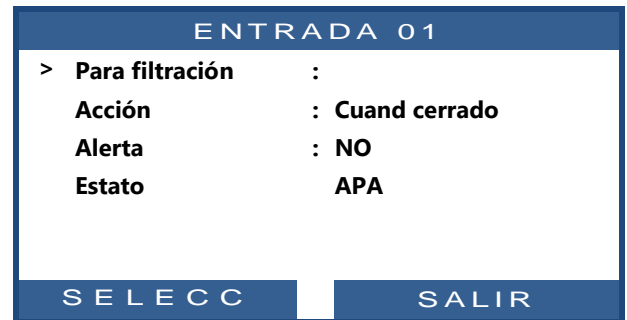 ENTRADA 01
> Para filtración :
Acción : Cuand cerrado
Alerta : NO
Estato APA
SELECC SALIR